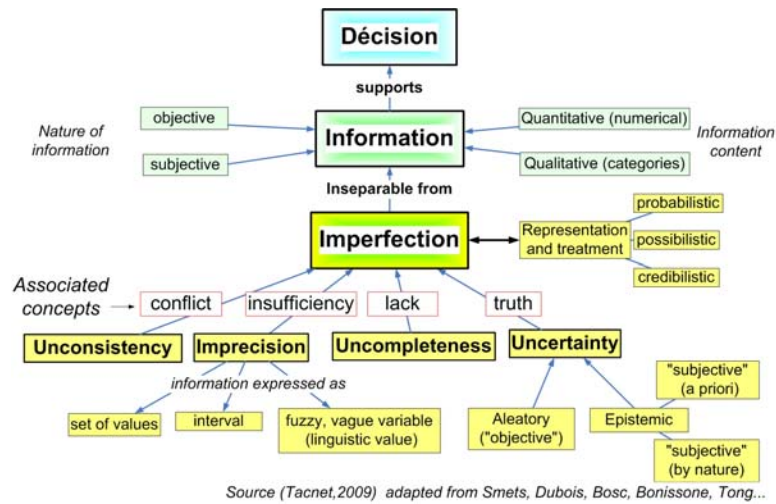 Décision
supports
objective
Quantitative (numerical)
Nature of
information
Information
Information
content
subjective
Qualitative (categories)
Inseparable from
probabilistic
Imperfection
Representation
and treatment
possibilistic
credibilistic
Associated
concepts
conflict
insufficiency
lack
truth
Unconsistency
Imprecision
Uncompleteness
Uncertainty
information expressed as
"subjective"
(a priori)
set of values
interval
fuzzy, vague variable
(linguistic value)
Aleatory
("objective")
Epistemic
"subjective"
(by nature)
Source (Tacnet,2009) adapted from Smets, Dubois, Bosc, Bonissone, Tong...